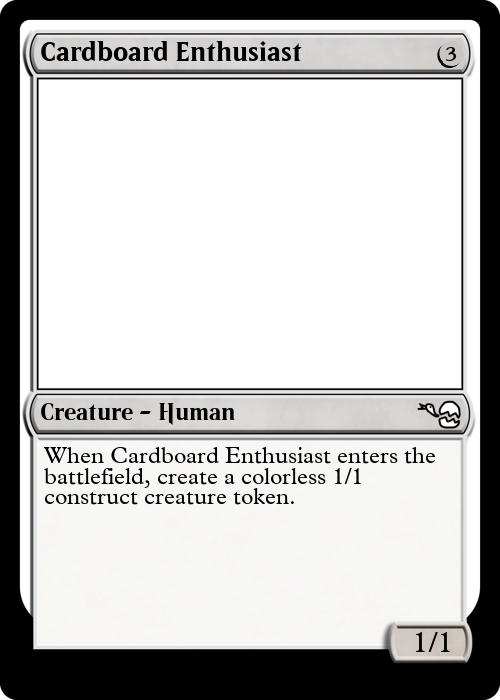 Cardboard Enthusiast 3
Creature – Human
When Cardboard Enthusiast enters the
battlefield, create a colorless 1/1
construct creature token.
1/1